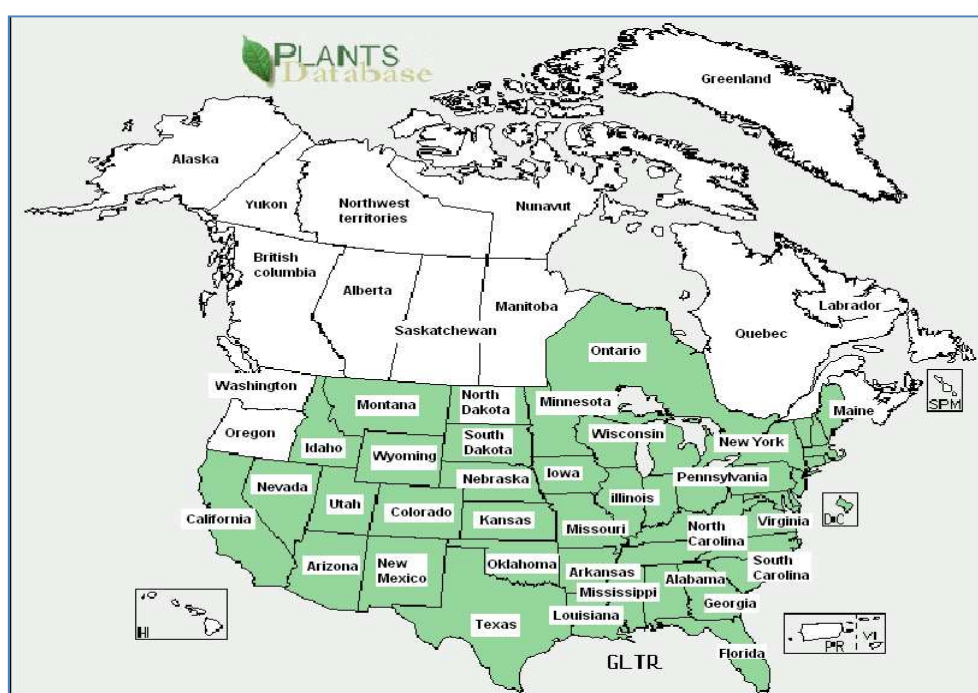 PLANTS
Database
Greenland
Alaska
Yukon
Northwest
territories
Nunavut
British
columbia
Alberta
Saskatchewan
Manitoba
Ontario
Quebec
Labrador
SPM
Washington
Oregon
Idaho
Montana
North
Dakota
South
Dakota
Minnesota
Wisconsin
New York
Maine
Wyoming
Nebraska
Iowa
illinois
Pennsylvania
DC
Nevada
Utah
Colorado
Kansas
Missouri
North
Carolina
Virginia
California
Arizona
New
Mexico
Oklahoma
Arkansas
Mississippi
Alabama
South
Carolina
Georgia
Texas
Louisiana
Florida
HI
PR
VI
GLTR